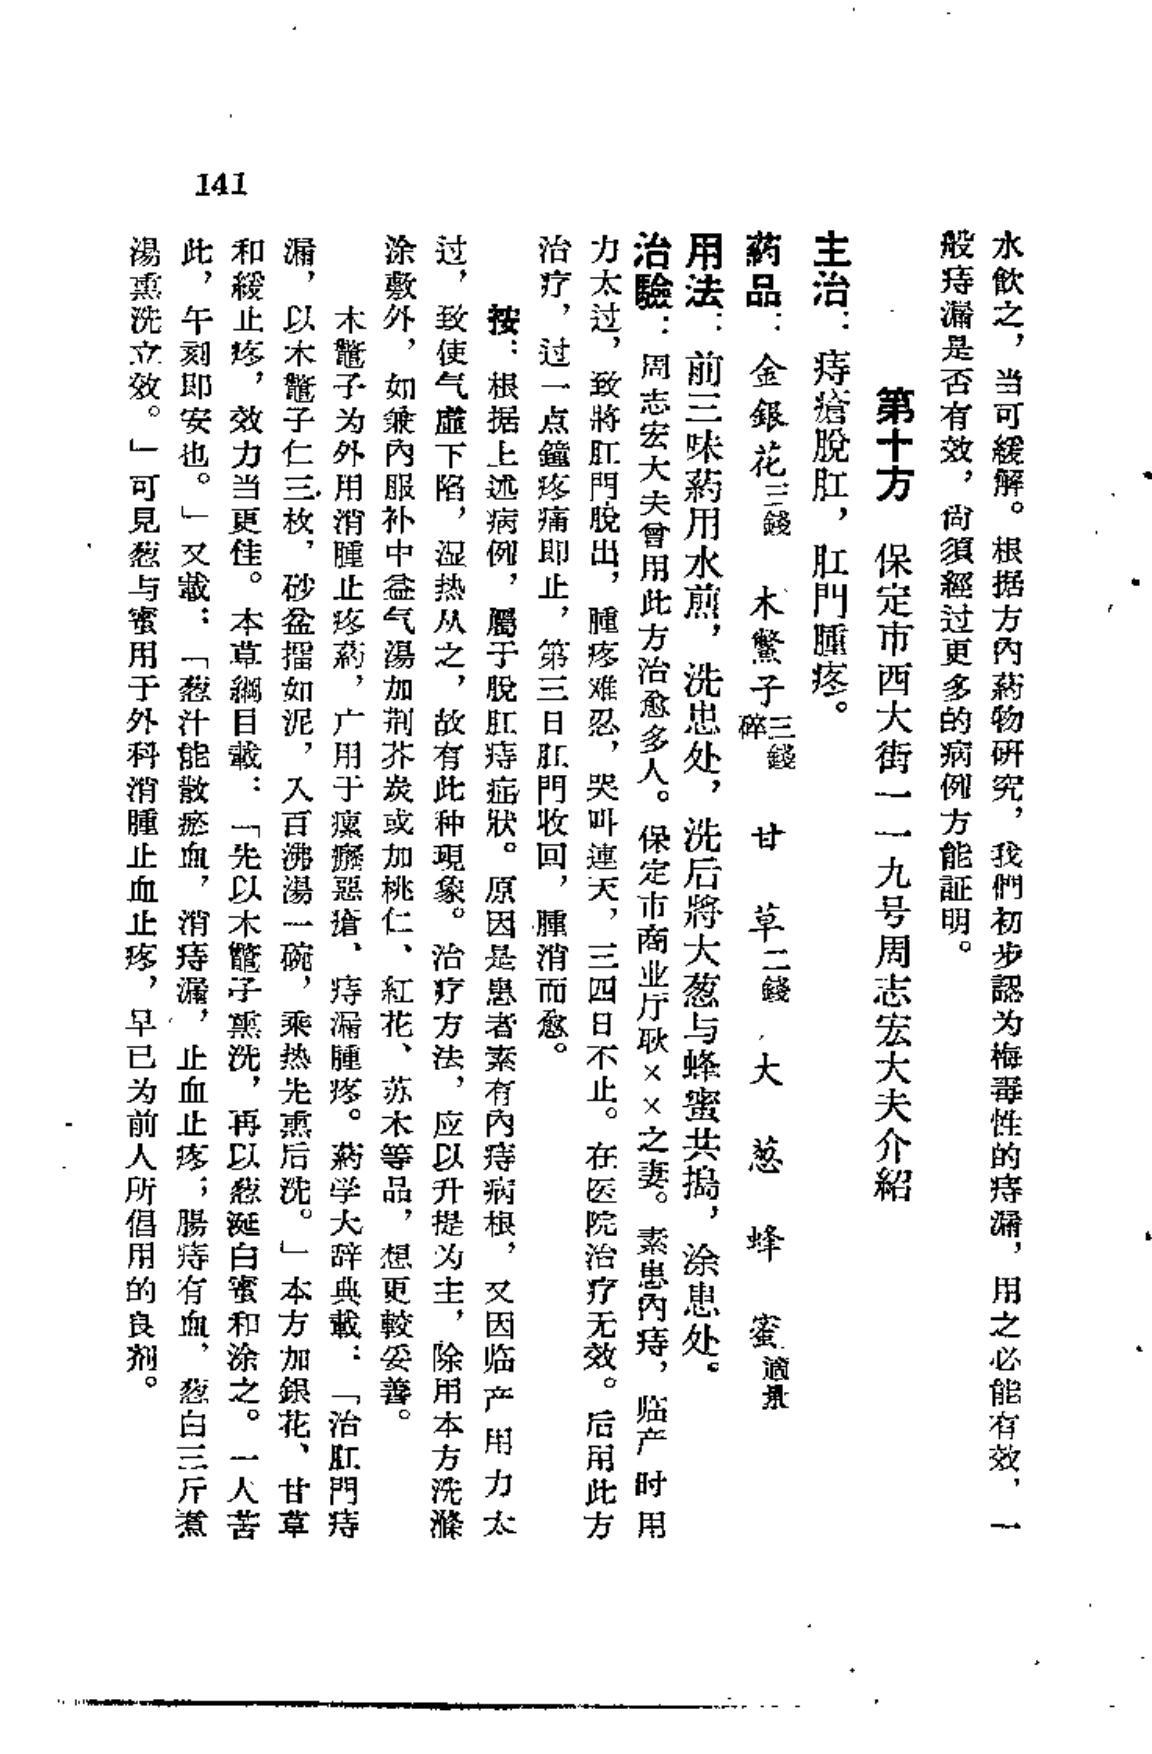 水飲之，当可緩解。根据方內葯物研究，我們初步認为梅毒性的痔漏，用之必能有效，一
般痔漏是否有效，尙須經过更多的病例方能証明。
第十方　保定市西大街一一九号周志宏大夫介紹
主治：痔瘡脫肛，肛門腫疼。
葯品：金銀花三錢　木鱉子三錢碎　甘草二錢　大葱　蜂蜜適量
用法：前三味葯用水煎，洗患处，洗后將大葱与蜂蜜共搗，涂患处。
治驗：周志宏大夫曾用此方治愈多人。保定市商业厅耿××之妻。素患內痔，临产时用
力太过，致將肛門脫出，腫疼难忍，哭叫連天，三四日不止。在医院治疗无效。后用此方
治疗，过一点鐘疼痛即止，第三日肛門收回，腫消而愈。
按：根据上述病例，屬于脫肛痔症狀。原因是患者素有內痔病根，又因临产用力太
过，致使气虛下陷，湿热从之，故有此种現象。治疗方法，应以升提为主，除用本方洗滌
涂敷外，如兼內服补中益气湯加荆芥炭或加桃仁、紅花、苏木等品，想更較妥善。
木鼈子为外用消腫止疼葯，广用于瘰癧惡瘡、痔漏腫疼。葯学大辞典載：「治肛門痔
漏，以木鼈子仁三枚，砂盆擂如泥，入百沸湯一碗，乘热先熏后洗。」本方加銀花、甘草
和緩止疼，效力当更佳。本草綱目載：「先以木鼈子熏洗，再以葱涎白蜜和涂之。一人苦
此，午刻即安也。」又載：「葱汁能散瘀血，消痔漏，止血止疼；腸痔有血，葱白三斤煮
湯熏洗立效。」可見葱与蜜用于外科消腫止血止疼，早已为前人所倡用的良剂。
141